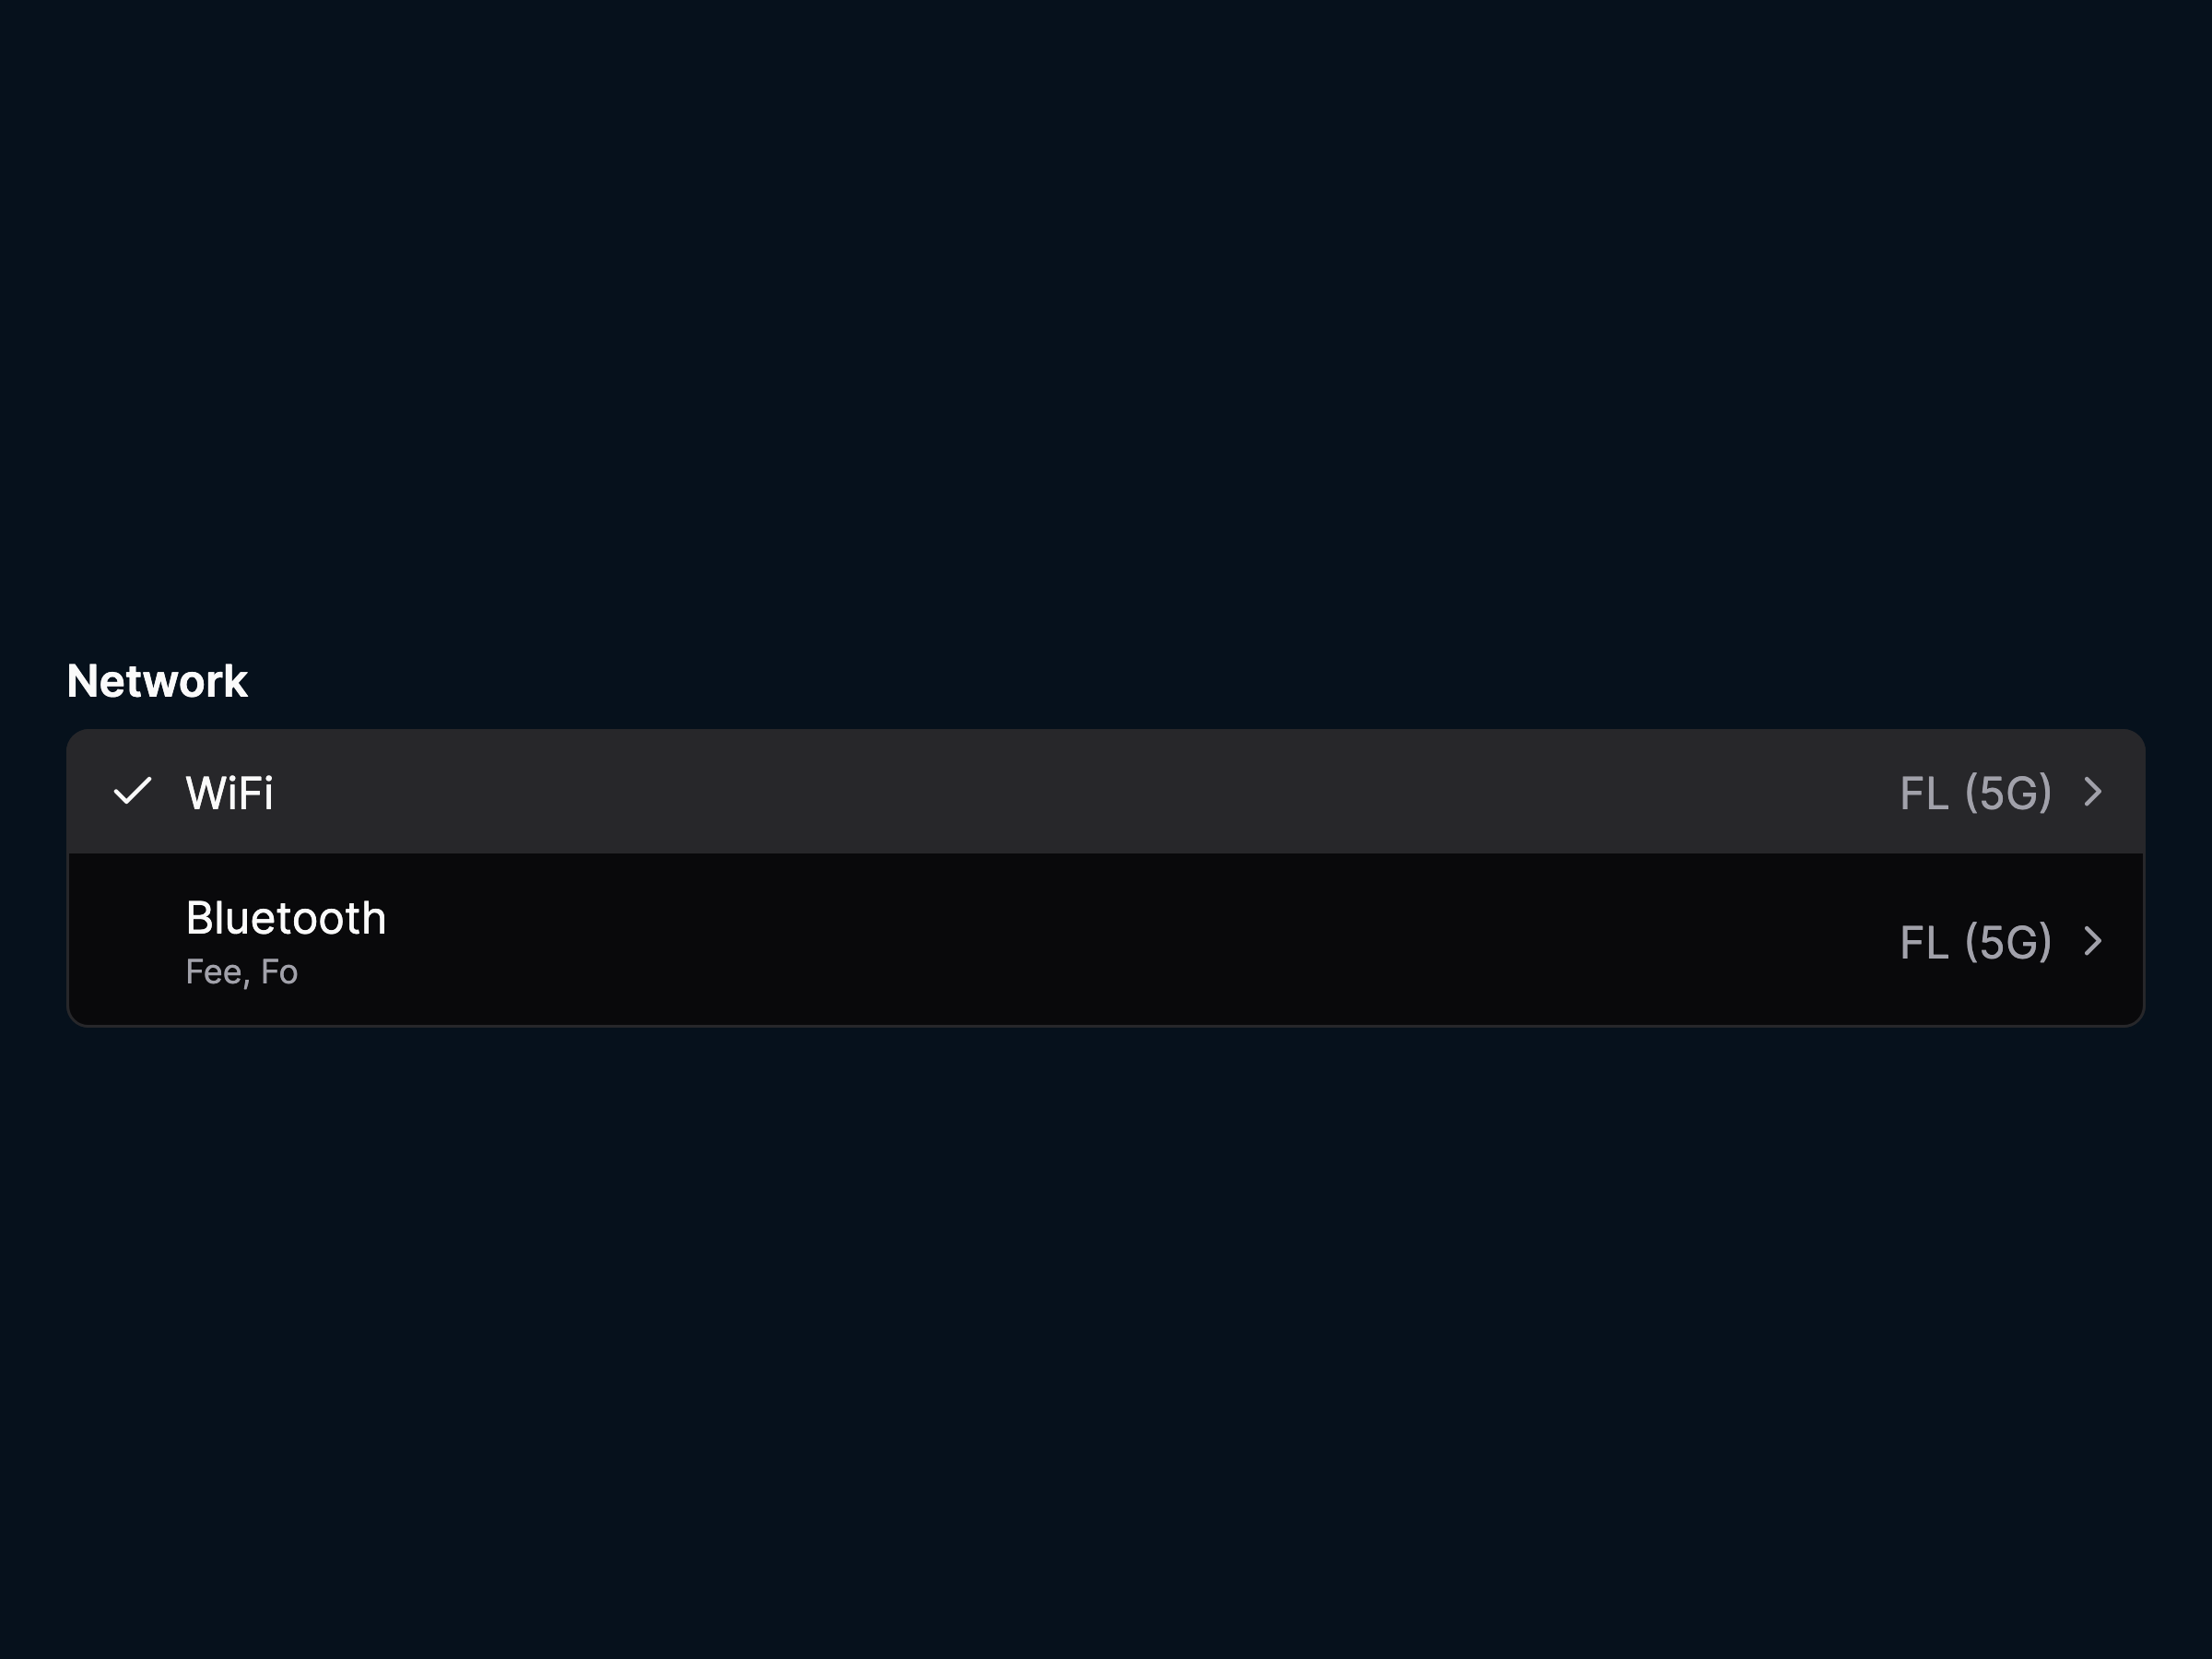 Network
WiFi FL (5G)
Bluetooth
Fee, Fo
FL (5G)